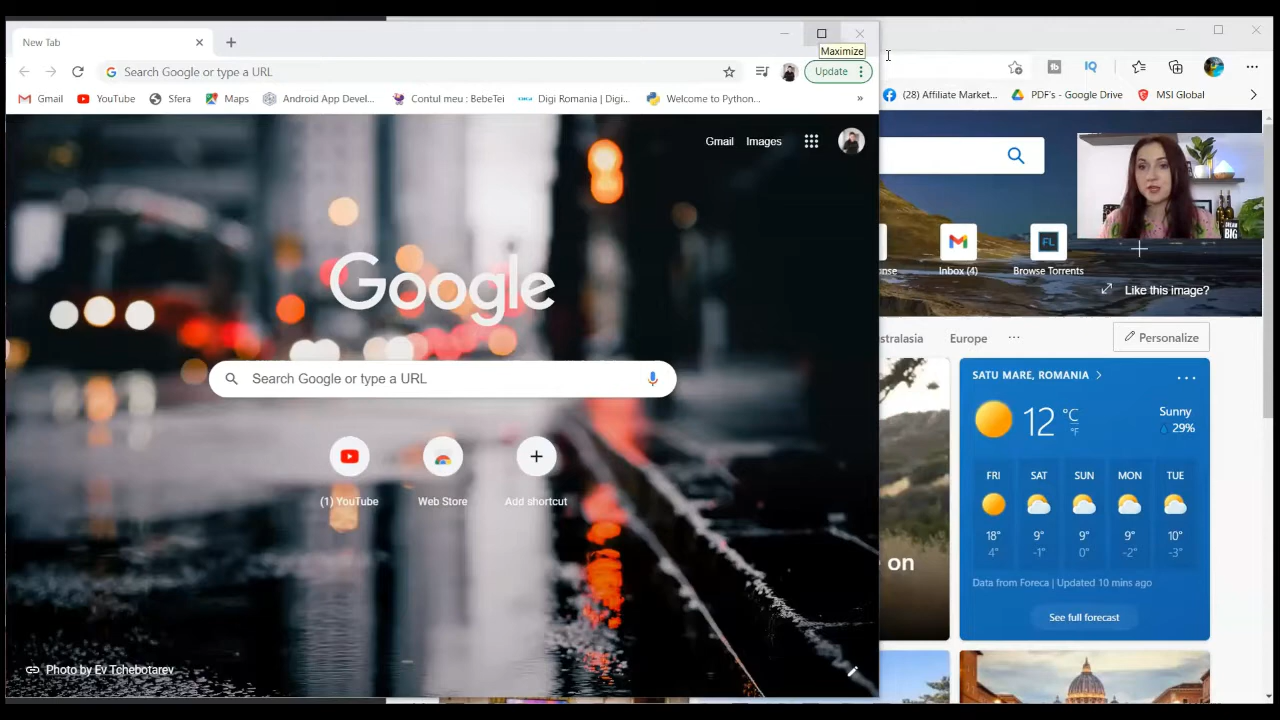 New Tab
Maximize
Search Google or type a URL
Update
Gmail
YouTube
Sfera
Maps
Android App Devel...
Contul meu : BebeTei
Digi Romania | Digi...
Welcome to Python...
»
(28) Affiliate Market...
PDF's - Google Drive
MSI Global
Gmail
Images
Google
Search Google or type a URL
(1) YouTube
Web Store
Add shortcut
Photo by Ev Tchebotarev
Inbox (4)
Browse Torrents
DREAM
BIG
Like this image?
Europe
Personalize
SATU MARE, ROMANIA
12 °C
°F
Sunny
29%
FRI SAT SUN MON TUE
18° 9° 9° 9° 10°
4° -1° 0° -2° -3°
Data from Foreca | Updated 10 mins ago
See full forecast
on